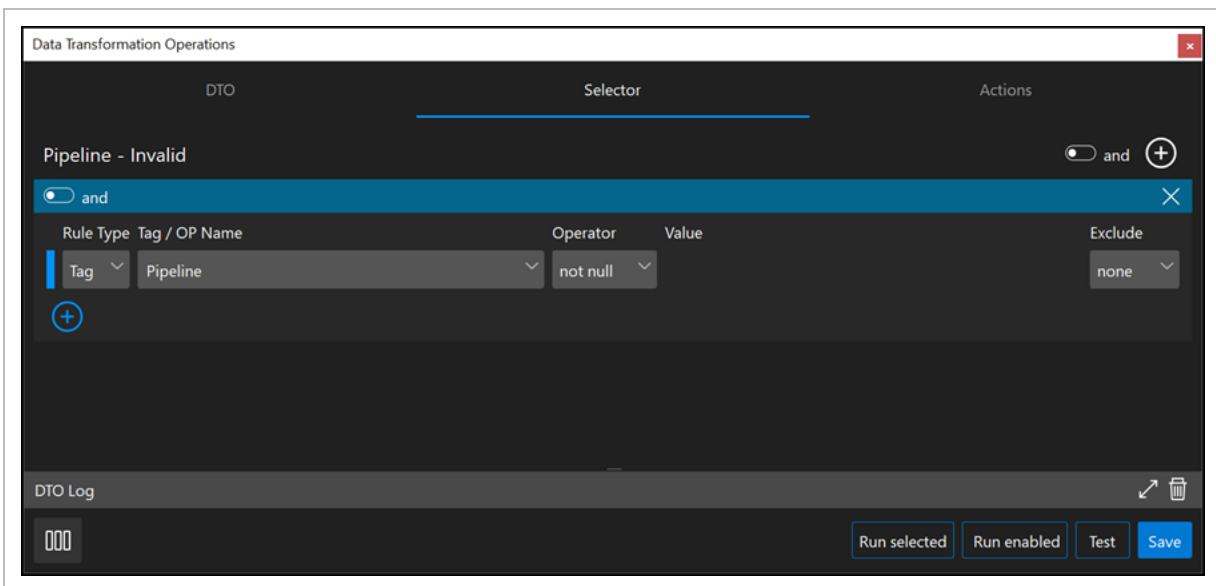 Data Transformation Operations
DTO Selector Actions
Pipeline - Invalid and
and
Rule Type Tag / OP Name Operator Value Exclude
Tag Pipeline not null none
DTO Log
Run selected Run enabled Test Save